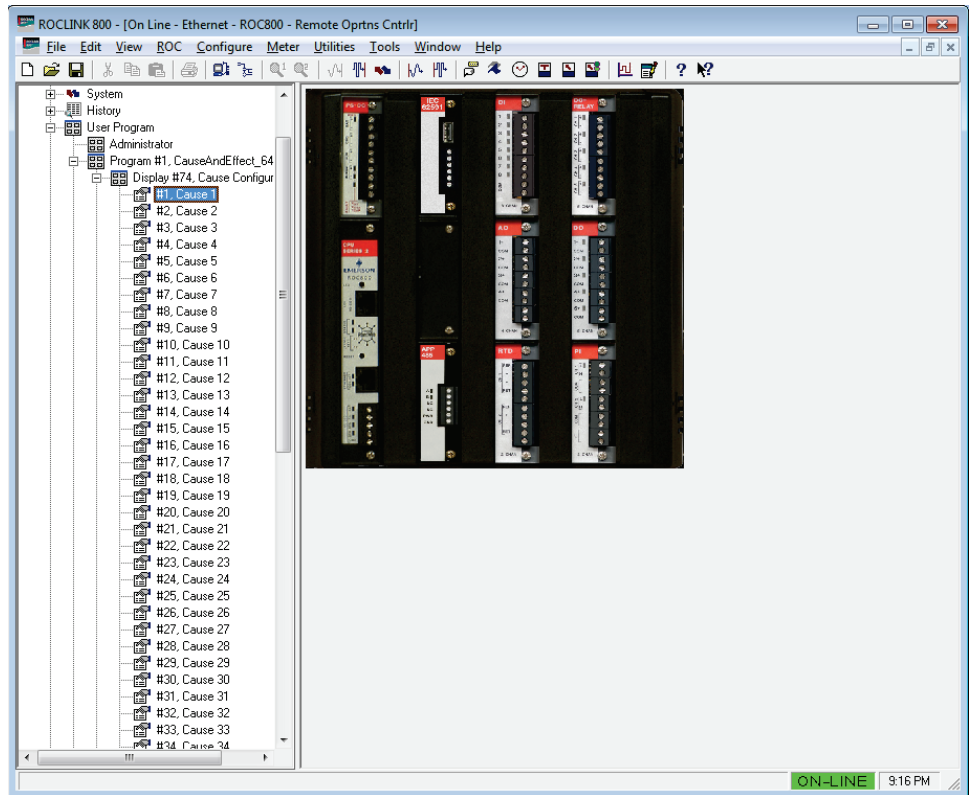 ROCLINK 800 - [On Line - Ethernet - ROC800 - Remote Oprtns Cntrlr]
File Edit View ROC Configure Meter Utilities Tools Window Help
System
History
User Program
Administrator
Program #1, CauseAndEffect_64
Display #74, Cause Configur
#1, Cause 1
#2, Cause 2
#3, Cause 3
#4, Cause 4
#5, Cause 5
#6, Cause 6
#7, Cause 7
#8, Cause 8
#9, Cause 9
#10, Cause 10
#11, Cause 11
#12, Cause 12
#13, Cause 13
#14, Cause 14
#15, Cause 15
#16, Cause 16
#17, Cause 17
#18, Cause 18
#19, Cause 19
#20, Cause 20
#21, Cause 21
#22, Cause 22
#23, Cause 23
#24, Cause 24
#25, Cause 25
#26, Cause 26
#27, Cause 27
#28, Cause 28
#29, Cause 29
#30, Cause 30
#31, Cause 31
#32, Cause 32
#33, Cause 33
#34, Cause 34
PS-DC
IEC
62591
DI
DO-
RELAY
CPU
SERIES 2
EMERSON
ROC800
AO
DO
APP
485
RTD
PI
ON-LINE
9:16 PM